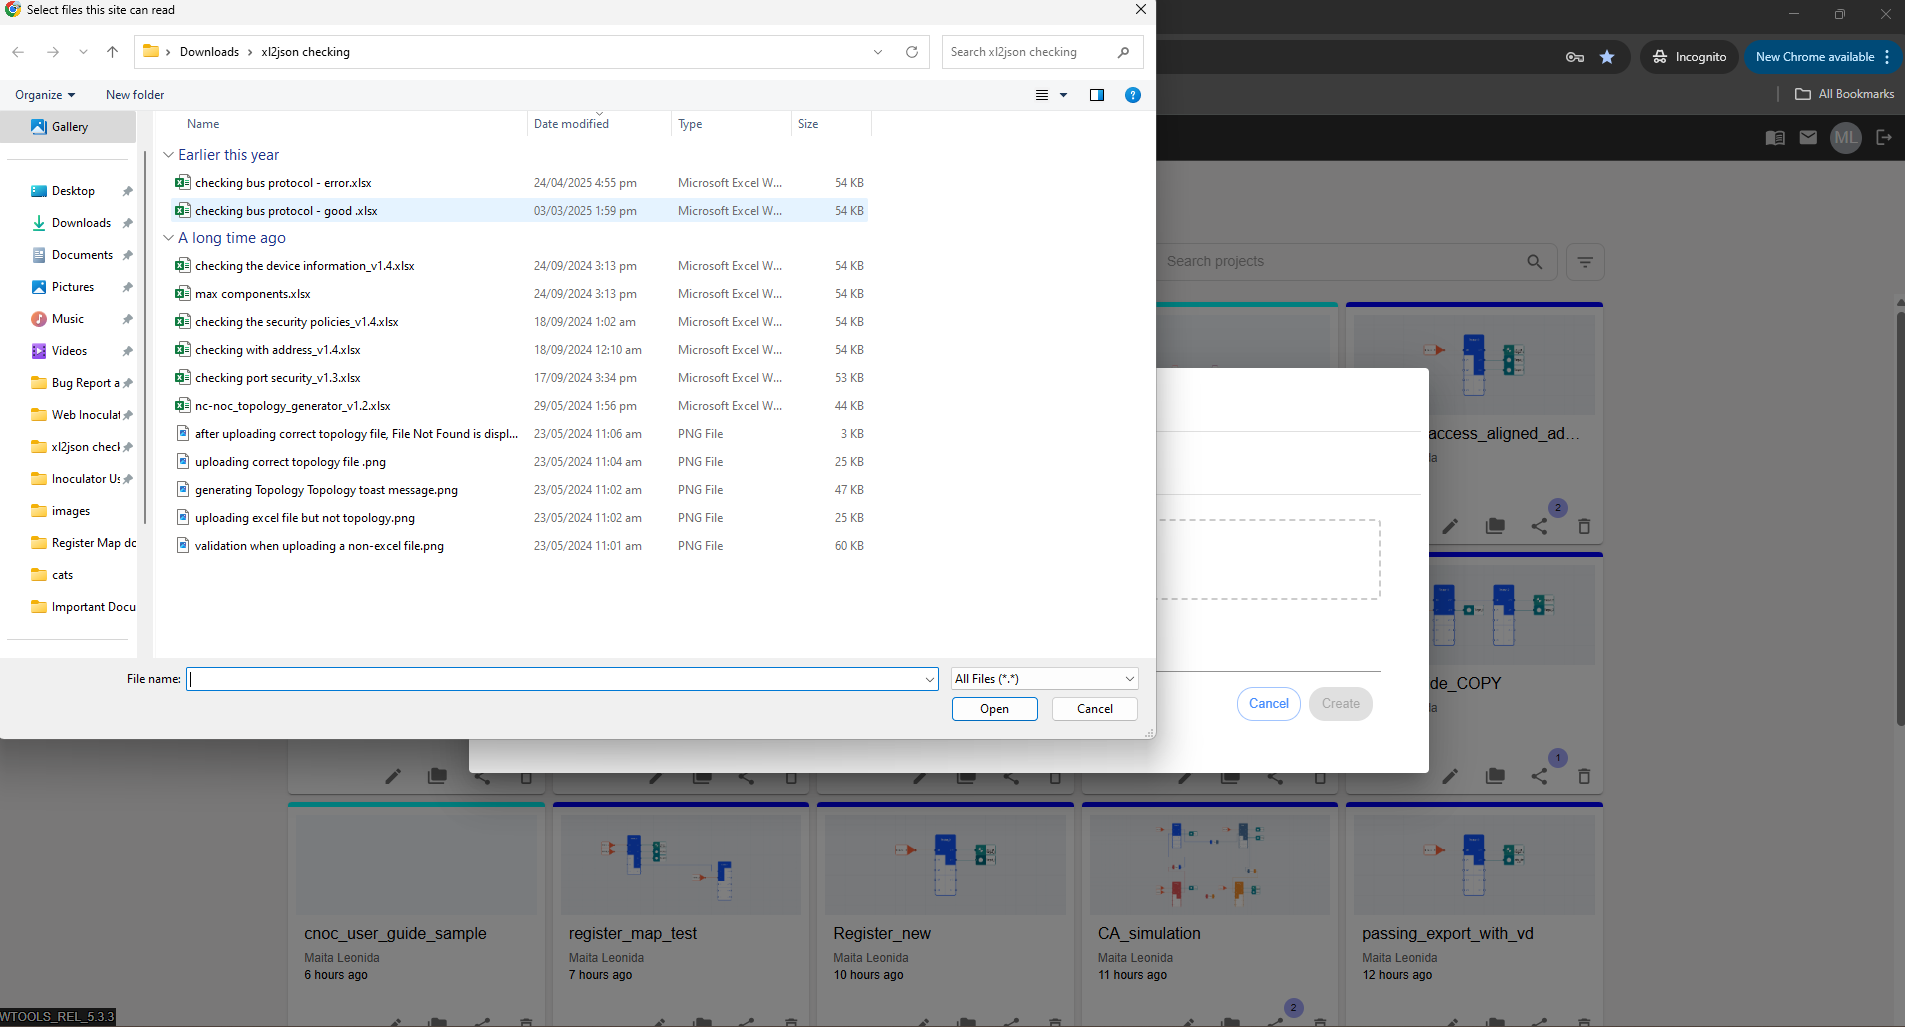 Select files this site can read
Downloads > xl2json checking
Search xl2json checking
Organize
New folder
Gallery
Desktop
Downloads
Documents
Pictures
Music
Videos
Bug Report a
Web Inoculat
xl2json check
Inoculator Us
images
Register Map do
cats
Important Docu
Name Date modified Type Size
Earlier this year
checking bus protocol - error.xlsx 24/04/2025 4:55 pm Microsoft Excel W... 54 KB
checking bus protocol - good .xlsx 03/03/2025 1:59 pm Microsoft Excel W... 54 KB
A long time ago
checking the device information_v1.4.xlsx 24/09/2024 3:13 pm Microsoft Excel W... 54 KB
max components.xlsx 24/09/2024 3:13 pm Microsoft Excel W... 54 KB
checking the security policies_v1.4.xlsx 18/09/2024 1:02 am Microsoft Excel W... 54 KB
checking with address_v1.4.xlsx 18/09/2024 12:10 am Microsoft Excel W... 54 KB
checking port security_v1.3.xlsx 17/09/2024 3:34 pm Microsoft Excel W... 53 KB
nc-noc_topology_generator_v1.2.xlsx 29/05/2024 1:56 pm Microsoft Excel W... 44 KB
after uploading correct topology file, File Not Found is displ... 23/05/2024 11:06 am PNG File 3 KB
uploading correct topology file .png 23/05/2024 11:04 am PNG File 25 KB
generating Topology Topology toast message.png 23/05/2024 11:02 am PNG File 47 KB
uploading excel file but not topology.png 23/05/2024 11:02 am PNG File 25 KB
validation when uploading a non-excel file.png 23/05/2024 11:01 am PNG File 60 KB
File name:
All Files (*.*)
Open
Cancel
Incognito
New Chrome available
All Bookmarks
ML
Search projects
access_aligned_ad...
la
2
de_COPY
la
1
Cancel
Create
cnoc_user_guide_sample
Maita Leonida
6 hours ago
register_map_test
Maita Leonida
7 hours ago
Register_new
Maita Leonida
10 hours ago
CA_simulation
Maita Leonida
11 hours ago
2
passing_export_with_vd
Maita Leonida
12 hours ago
WTOOLS_REL_5.3.3